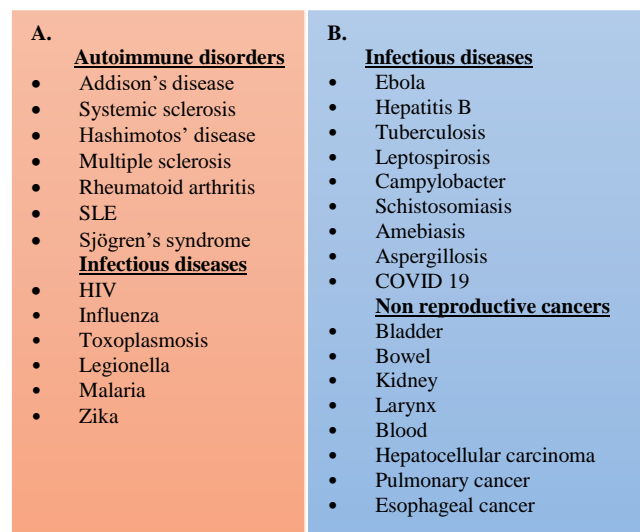 A.
Autoimmune disorders
• Addison’s disease
• Systemic sclerosis
• Hashimotos’ disease
• Multiple sclerosis
• Rheumatoid arthritis
• SLE
• Sjögren’s syndrome
Infectious diseases
• HIV
• Influenza
• Toxoplasmosis
• Legionella
• Malaria
• Zika
B.
Infectious diseases
• Ebola
• Hepatitis B
• Tuberculosis
• Leptospirosis
• Campylobacter
• Schistosomiasis
• Amebiasis
• Aspergillosis
• COVID 19
Non reproductive cancers
• Bladder
• Bowel
• Kidney
• Larynx
• Blood
• Hepatocellular carcinoma
• Pulmonary cancer
• Esophageal cancer